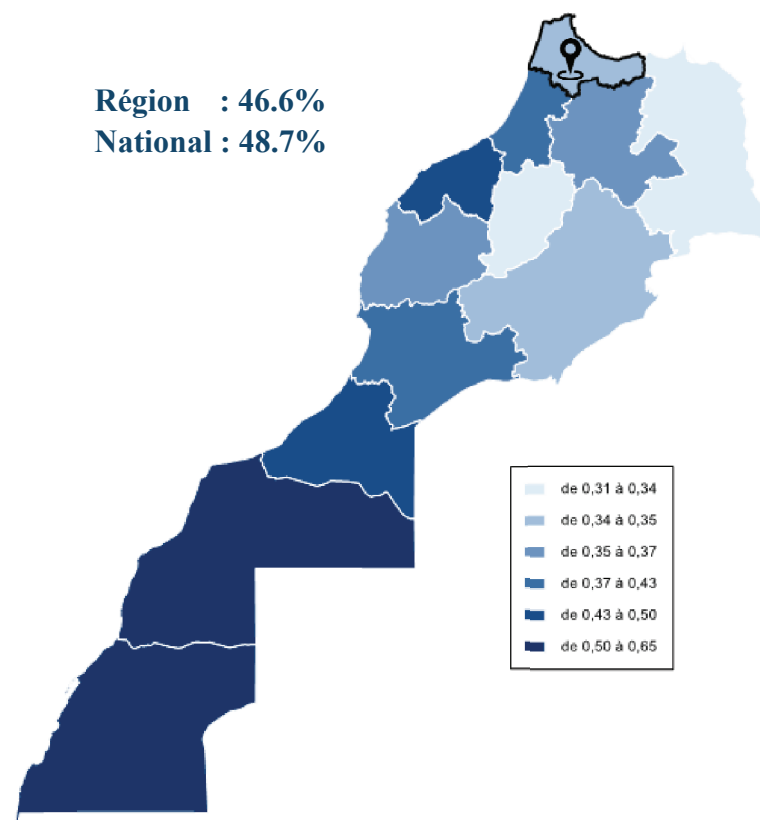 Région : 46.6%
National : 48.7%
de 0,31 à 0,34
de 0,34 à 0,35
de 0,35 à 0,37
de 0,37 à 0,43
de 0,43 à 0,50
de 0,50 à 0,65